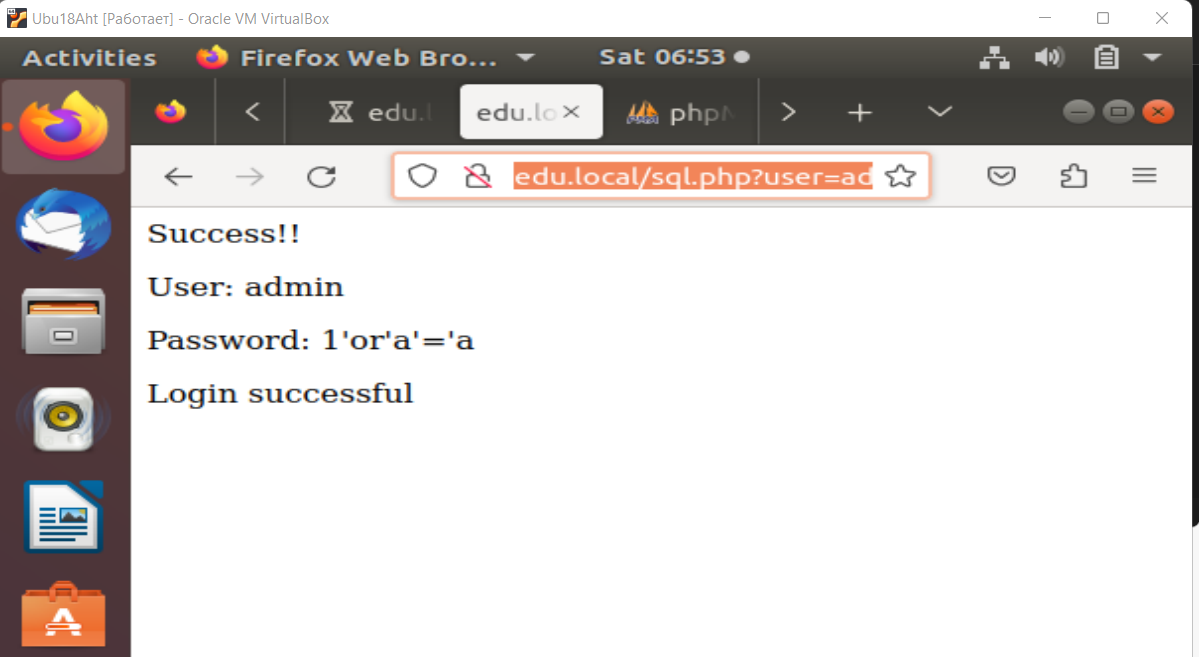 Ubu18Aht [Работает] - Oracle VM VirtualBox
Activities Firefox Web Bro... Sat 06:53
edu.l edu.lo phpM
edu.local/sql.php?user=ad
Success!!
User: admin
Password: 1'or'a'='a
Login successful